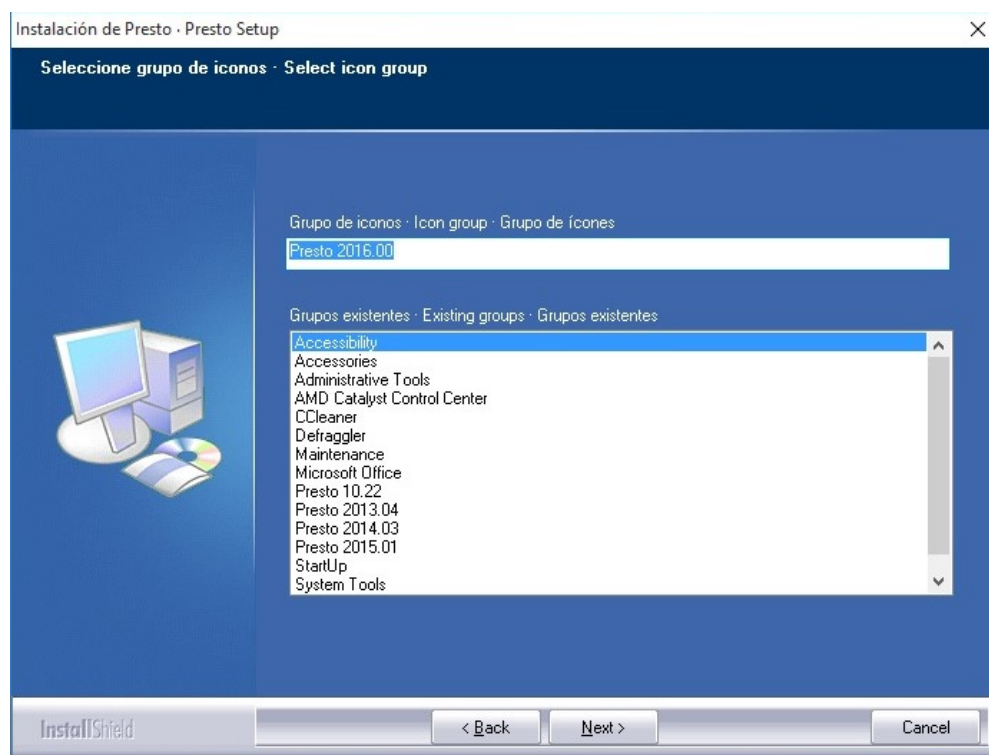 Instalación de Presto · Presto Setup
Seleccione grupo de iconos · Select icon group
Grupo de iconos · Icon group · Grupo de ícones
Presto 2016.00
Grupos existentes · Existing groups · Grupos existentes
Accessibility
Accessories
Administrative Tools
AMD Catalyst Control Center
CCleaner
Defraggler
Maintenance
Microsoft Office
Presto 10.22
Presto 2013.04
Presto 2014.03
Presto 2015.01
StartUp
System Tools
InstallShield
< Back
Next >
Cancel